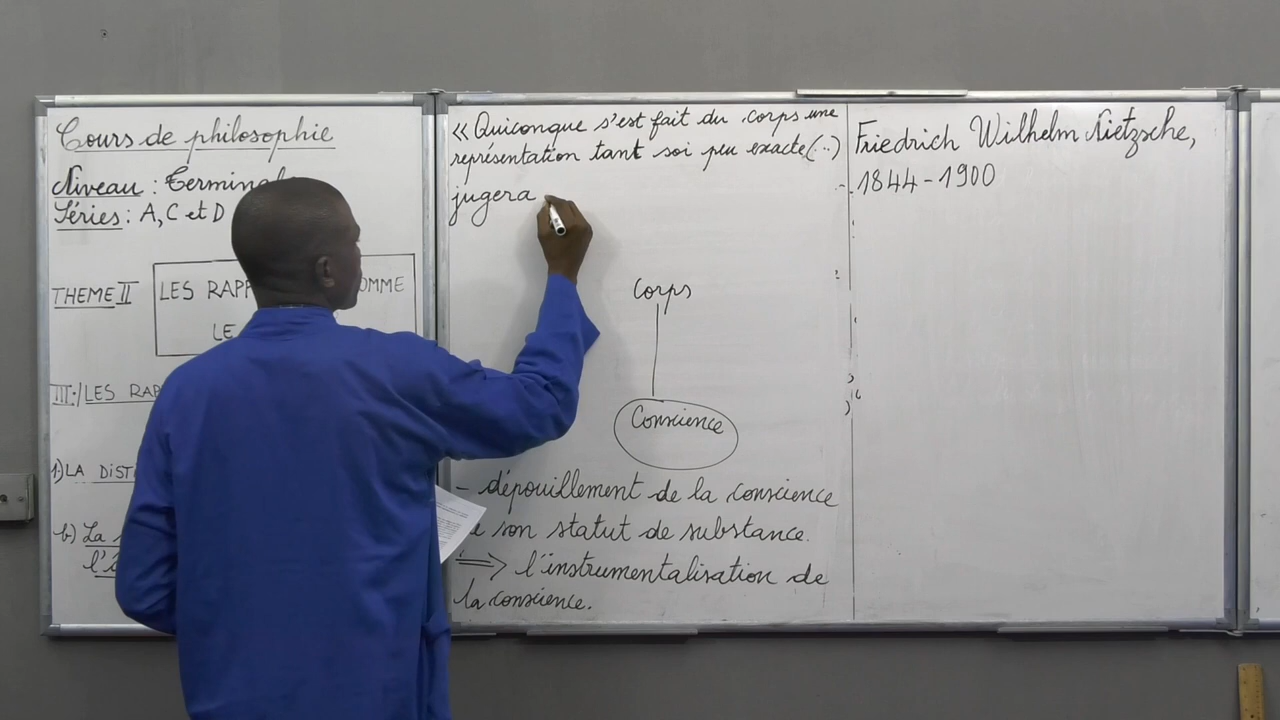 Cours de philosophie
Niveau : Terminale
Séries : A, C et D
THEME II
LES RAPP OMME
LE
III./ LES RAP
1) LA DIST
b) La
« Quiconque s'est fait du corps une
représentation tant soi peu exacte (...)
jugera
Corps
Conscience
- dépouillement de la conscience
son statut de substance.
=> l'instrumentalisation de
la conscience.
Friedrich Wilhelm Nietzsche,
1844-1900